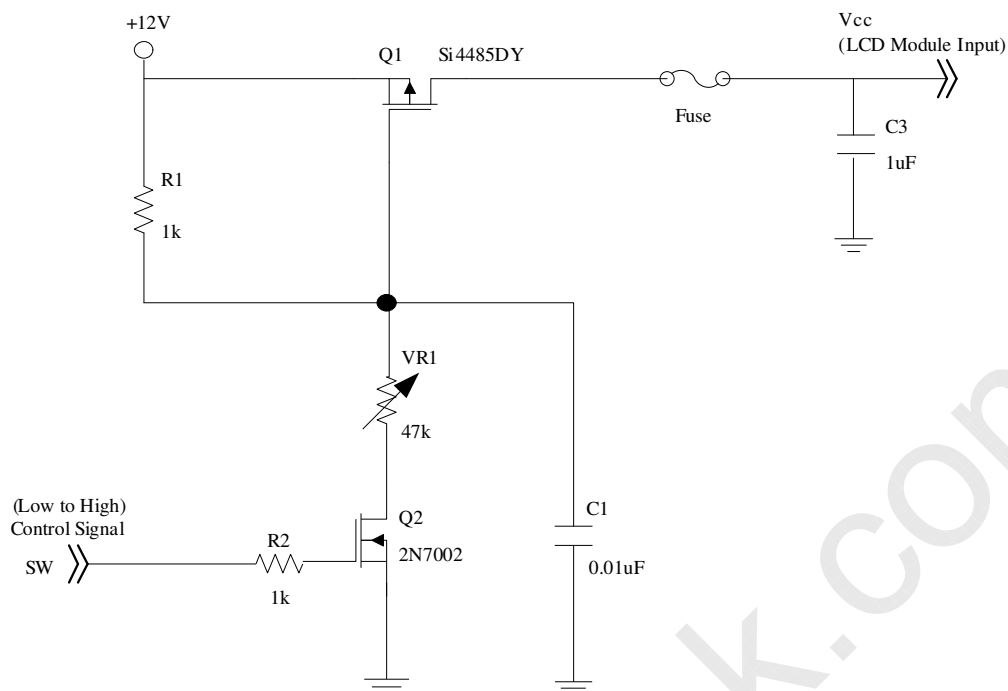 +12V
Vcc
(LCD Module Input)
Q1
Si4485DY
Fuse
C3
1uF
R1
1k
VR1
47k
(Low to High)
Control Signal
SW
R2
1k
Q2
2N7002
C1
0.01uF
k.com